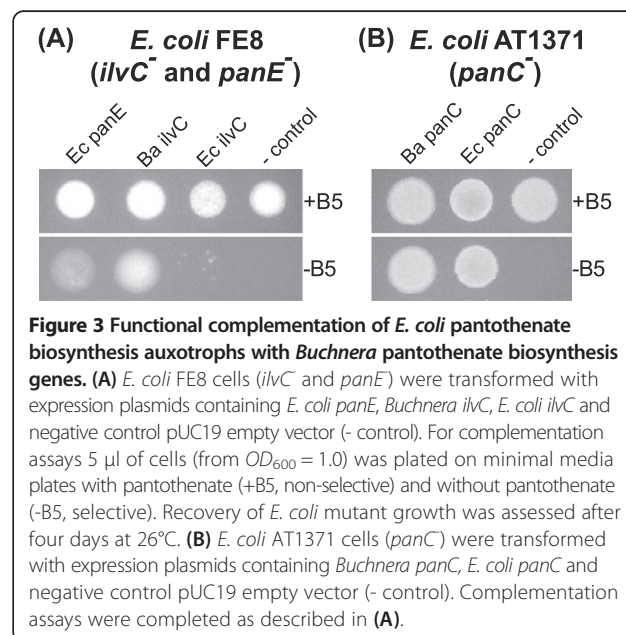 (A) E. coli FE8
(ilvC⁻ and panE⁻)
Ec panE
Ba ilvC
Ec ilvC
- control
+B5
-B5
(B) E. coli AT1371
(panC⁻)
Ba panC
Ec panC
- control
+B5
-B5
Figure 3 Functional complementation of E. coli pantothenate
biosynthesis auxotrophs with Buchnera pantothenate biosynthesis
genes. (A) E. coli FE8 cells (ilvC⁻ and panE⁻) were transformed with
expression plasmids containing E. coli panE, Buchnera ilvC, E. coli ilvC and
negative control pUC19 empty vector (- control). For complementation
assays 5 μl of cells (from OD₆₀₀ = 1.0) was plated on minimal media
plates with pantothenate (+B5, non-selective) and without pantothenate
(-B5, selective). Recovery of E. coli mutant growth was assessed after
four days at 26°C. (B) E. coli AT1371 cells (panC⁻) were transformed
with expression plasmids containing Buchnera panC, E. coli panC and
negative control pUC19 empty vector (- control). Complementation
assays were completed as described in (A).